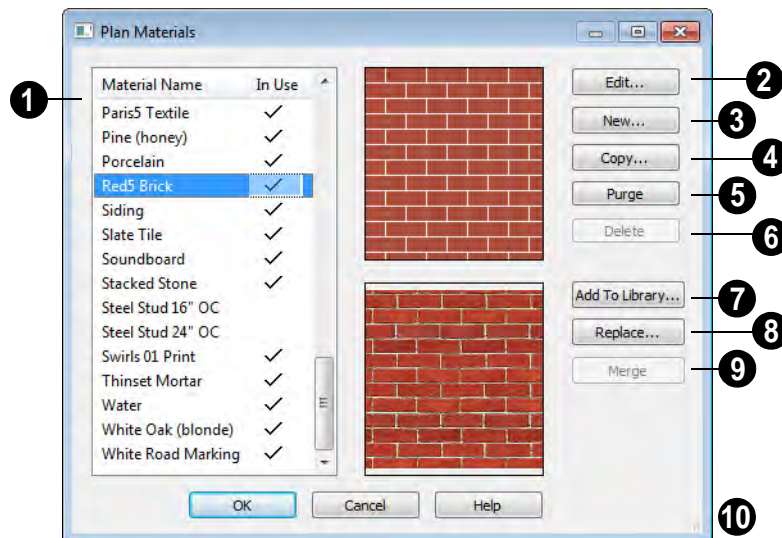 Plan Materials
1
Material Name In Use
Paris5 Textile
Pine (honey)
Porcelain
Red5 Brick
Siding
Slate Tile
Soundboard
Stacked Stone
Steel Stud 16" OC
Steel Stud 24" OC
Swirls 01 Print
Thinset Mortar
Water
White Oak (blonde)
White Road Marking
Edit... 2
New... 3
Copy... 4
Purge 5
Delete 6
Add To Library... 7
Replace... 8
Merge 9
OK Cancel Help
10